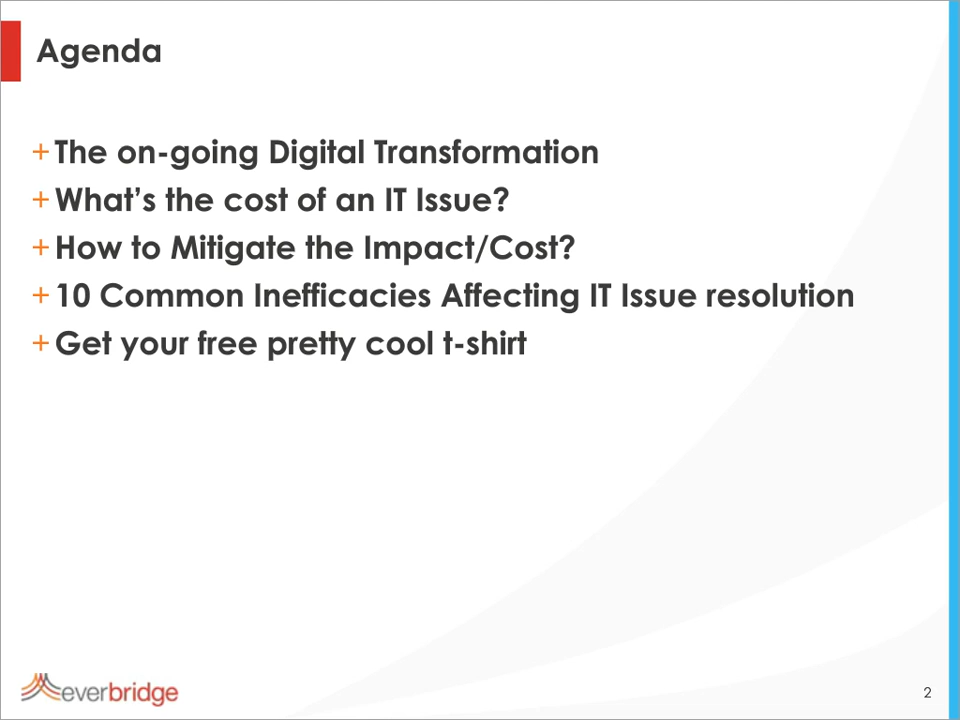 Agenda
+ The on-going Digital Transformation
+ What's the cost of an IT Issue?
+ How to Mitigate the Impact/Cost?
+ 10 Common Inefficacies Affecting IT Issue resolution
+ Get your free pretty cool t-shirt
everbridge
2